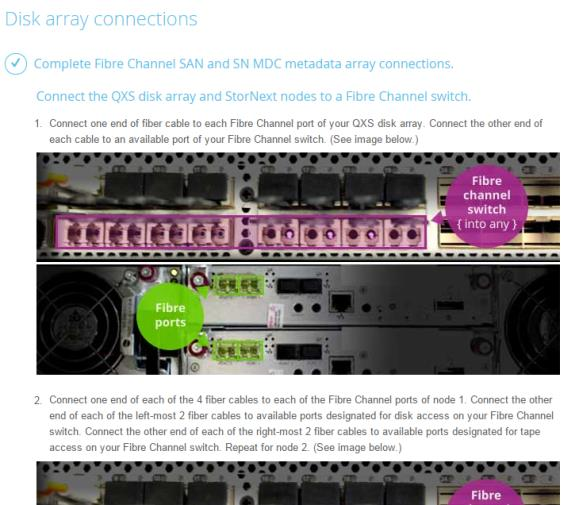 Disk array connections
Complete Fibre Channel SAN and SN MDC metadata array connections.
Connect the QXS disk array and StorNext nodes to a Fibre Channel switch.
1. Connect one end of fiber cable to each Fibre Channel port of your QXS disk array. Connect the other end of
each cable to an available port of your Fibre Channel switch. (See image below.)
Fibre
channel
switch
{ into any }
Fibre
ports
2. Connect one end of each of the 4 fiber cables to each of the Fibre Channel ports of node 1. Connect the other
end of each of the left-most 2 fiber cables to available ports designated for disk access on your Fibre Channel
switch. Connect the other end of each of the right-most 2 fiber cables to available ports designated for tape
access on your Fibre Channel switch. Repeat for node 2. (See image below.)
Fibre